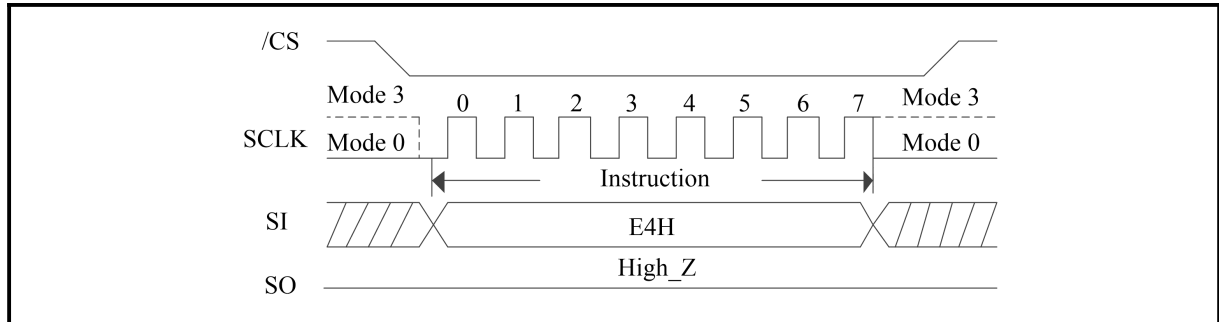 /CS
Mode 3 0 1 2 3 4 5 6 7 Mode 3
SCLK Mode 0 Mode 0
Instruction
SI E4H
High_Z
SO